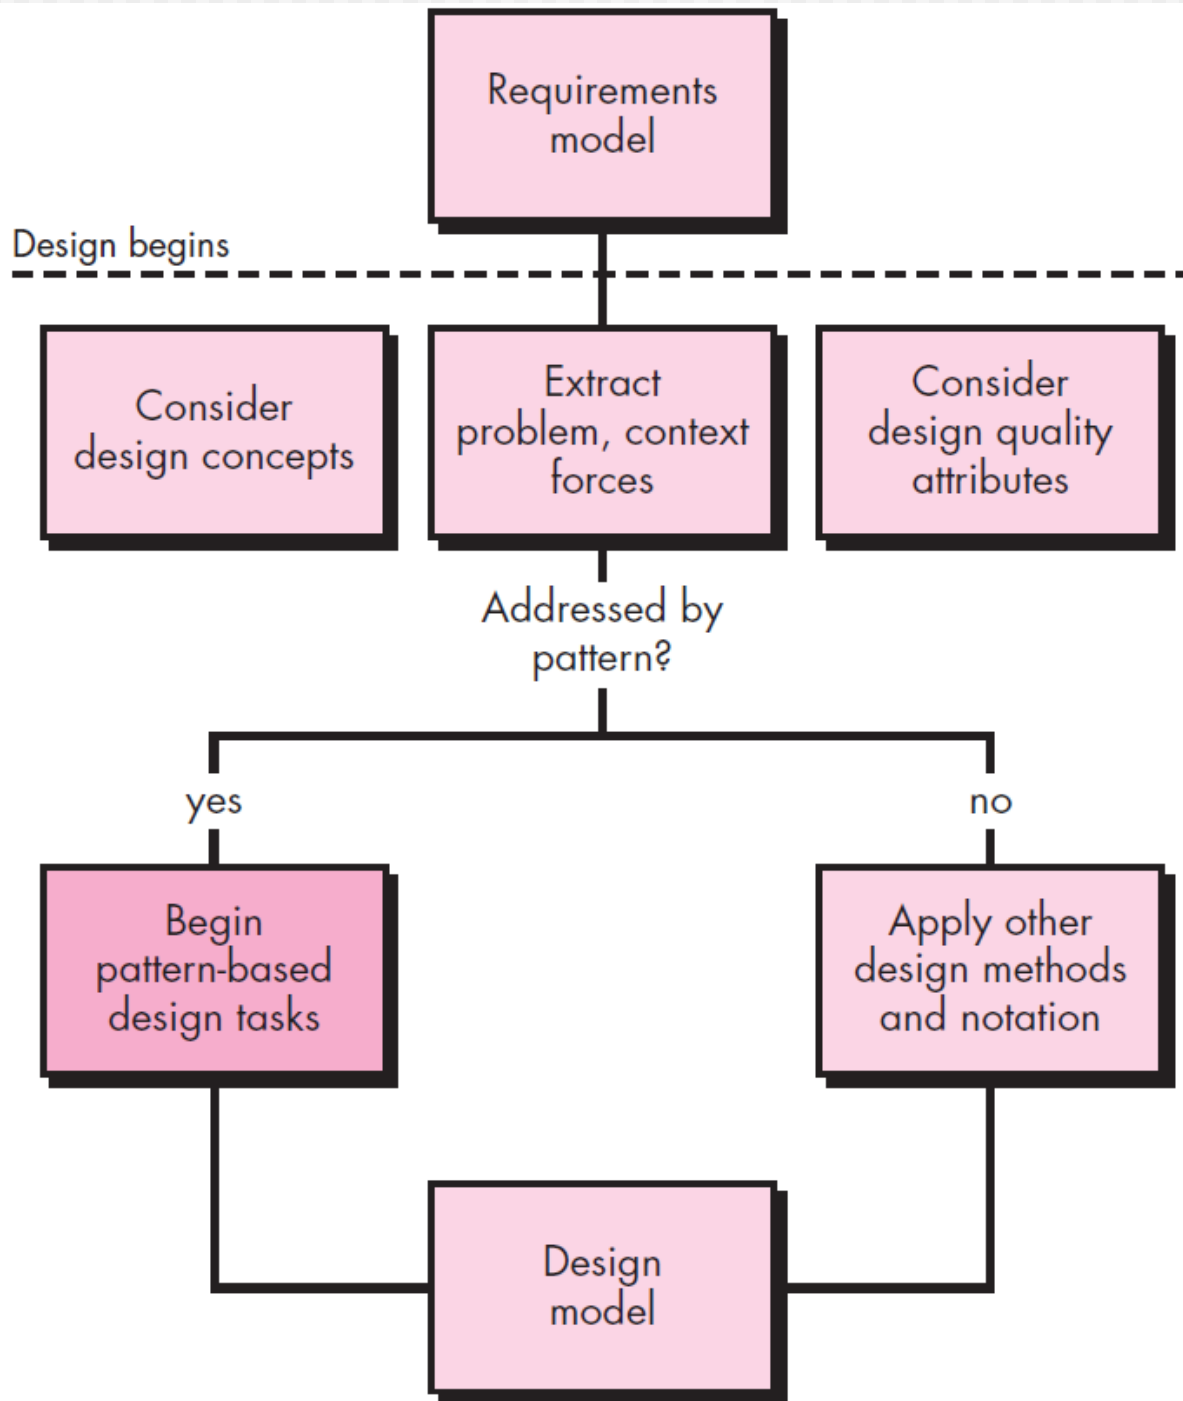 Requirements
model
Design begins
Consider
design concepts
Extract
problem, context
forces
Consider
design quality
attributes
Addressed by
pattern?
yes
no
Begin
pattern-based
design tasks
Apply other
design methods
and notation
Design
model